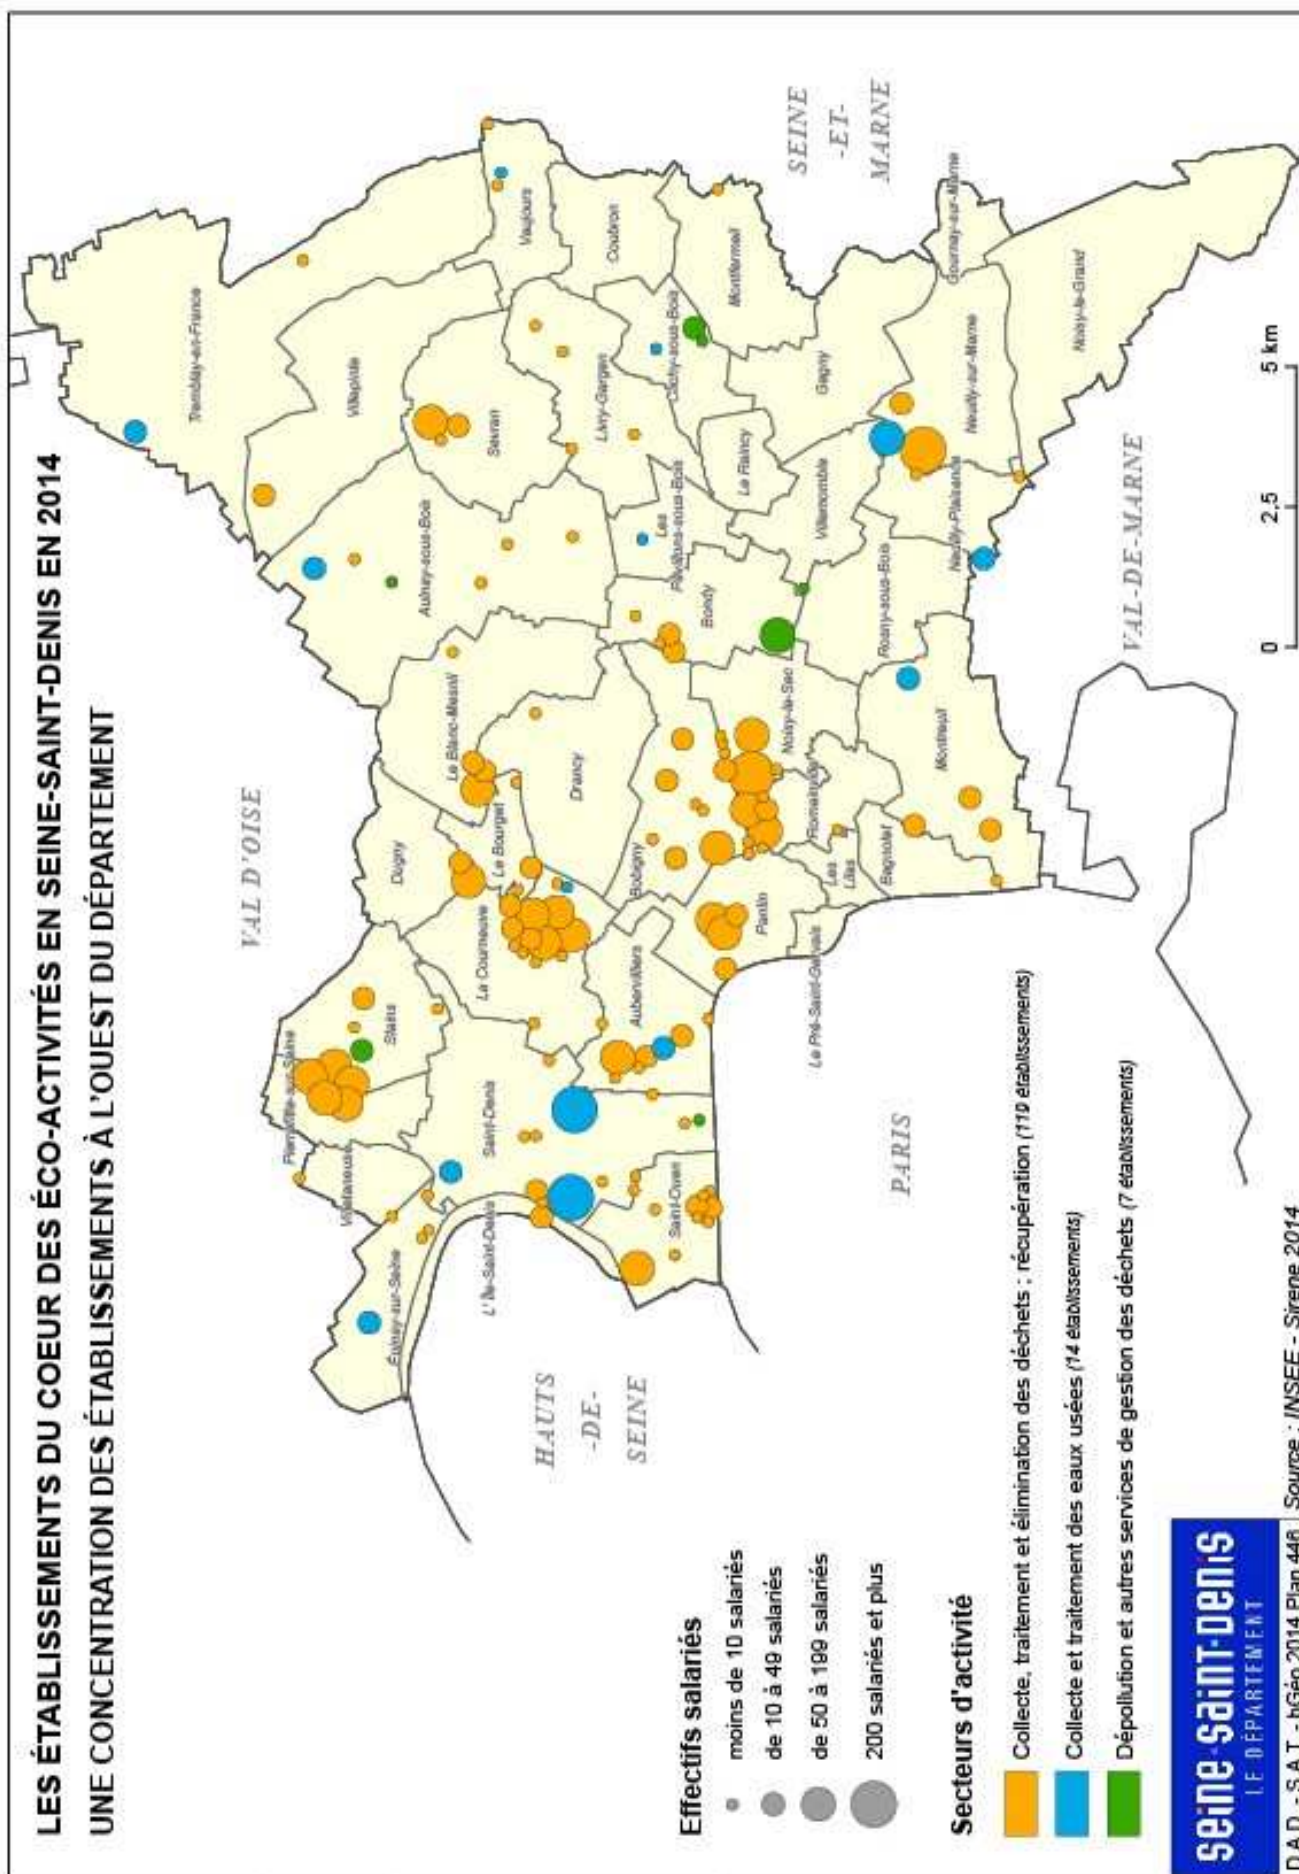 LES ÉTABLISSEMENTS DU COEUR DES ÉCO-ACTIVITÉS EN SEINE-SAINT-DENIS EN 2014
UNE CONCENTRATION DES ÉTABLISSEMENTS À L'OUEST DU DÉPARTEMENT
VAL D'OISE
SEINE
-ET-
MARNE
HAUTS
-DE-
SEINE
PARIS
VAL-DE-MARNE
Tremblay-en-France
Villepinte
Vaujours
Coubron
Sevran
Livry-Gargan
Clichy-sous-Bois
Montfermeil
Aulnay-sous-Bois
Les
Pavillons-sous-Bois
Le Raincy
Gagny
Villemomble
Bondy
Le Blanc-Mesnil
Dugny
Le Bourget
Drancy
Bobigny
Noisy-le-Sec
Rosny-sous-Bois
Neuilly-Plaisance
Neuilly-sur-Marne
Gournay-sur-Marne
Noisy-le-Grand
Montreuil
Romainville
Les
Lilas
Bagnolet
Pantin
Le Pré-Saint-Gervais
Aubervilliers
La Courneuve
Stains
Pierrefitte-sur-Seine
Villetaneuse
Saint-Denis
Épinay-sur-Seine
L'Île-Saint-Denis
Saint-Ouen
Effectifs salariés
moins de 10 salariés
de 10 à 49 salariés
de 50 à 199 salariés
200 salariés et plus
Secteurs d'activité
Collecte, traitement et élimination des déchets ; récupération (110 établissements)
Collecte et traitement des eaux usées (14 établissements)
Dépollution et autres services de gestion des déchets (7 établissements)
0 2,5 5 km
seine-saint-denis
LE DÉPARTEMENT
D.A.D. - S.A.T. - bGéo 2014 Plan 446 Source : INSEE - Sirene 2014